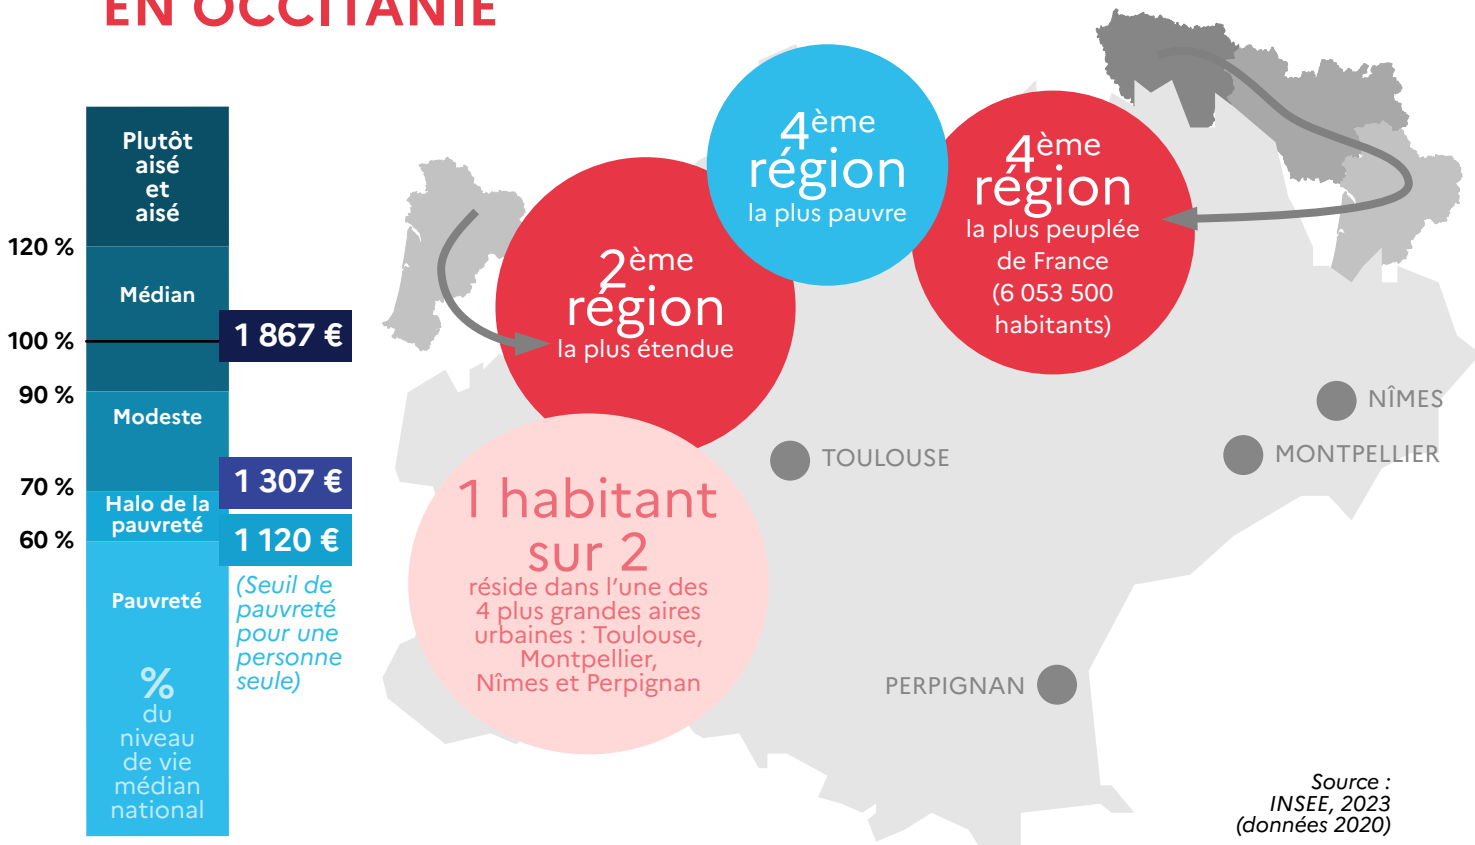 EN OCCITANIE
Plutôt
aisé
et
aisé
120 %
Médian
1 867 €
100 %
90 %
Modeste
70 %
1 307 €
Halo de la
pauvreté
60 %
1 120 €
(Seuil de
pauvreté
pour une
personne
seule)
Pauvreté
%
du
niveau
de vie
médian
national
2ème
région
la plus étendue
4ème
région
la plus pauvre
4ème
région
la plus peuplée
de France
(6 053 500
habitants)
1 habitant
sur 2
réside dans l’une des
4 plus grandes aires
urbaines : Toulouse,
Montpellier,
Nîmes et Perpignan
TOULOUSE
NÎMES
MONTPELLIER
PERPIGNAN
Source :
INSEE, 2023
(données 2020)